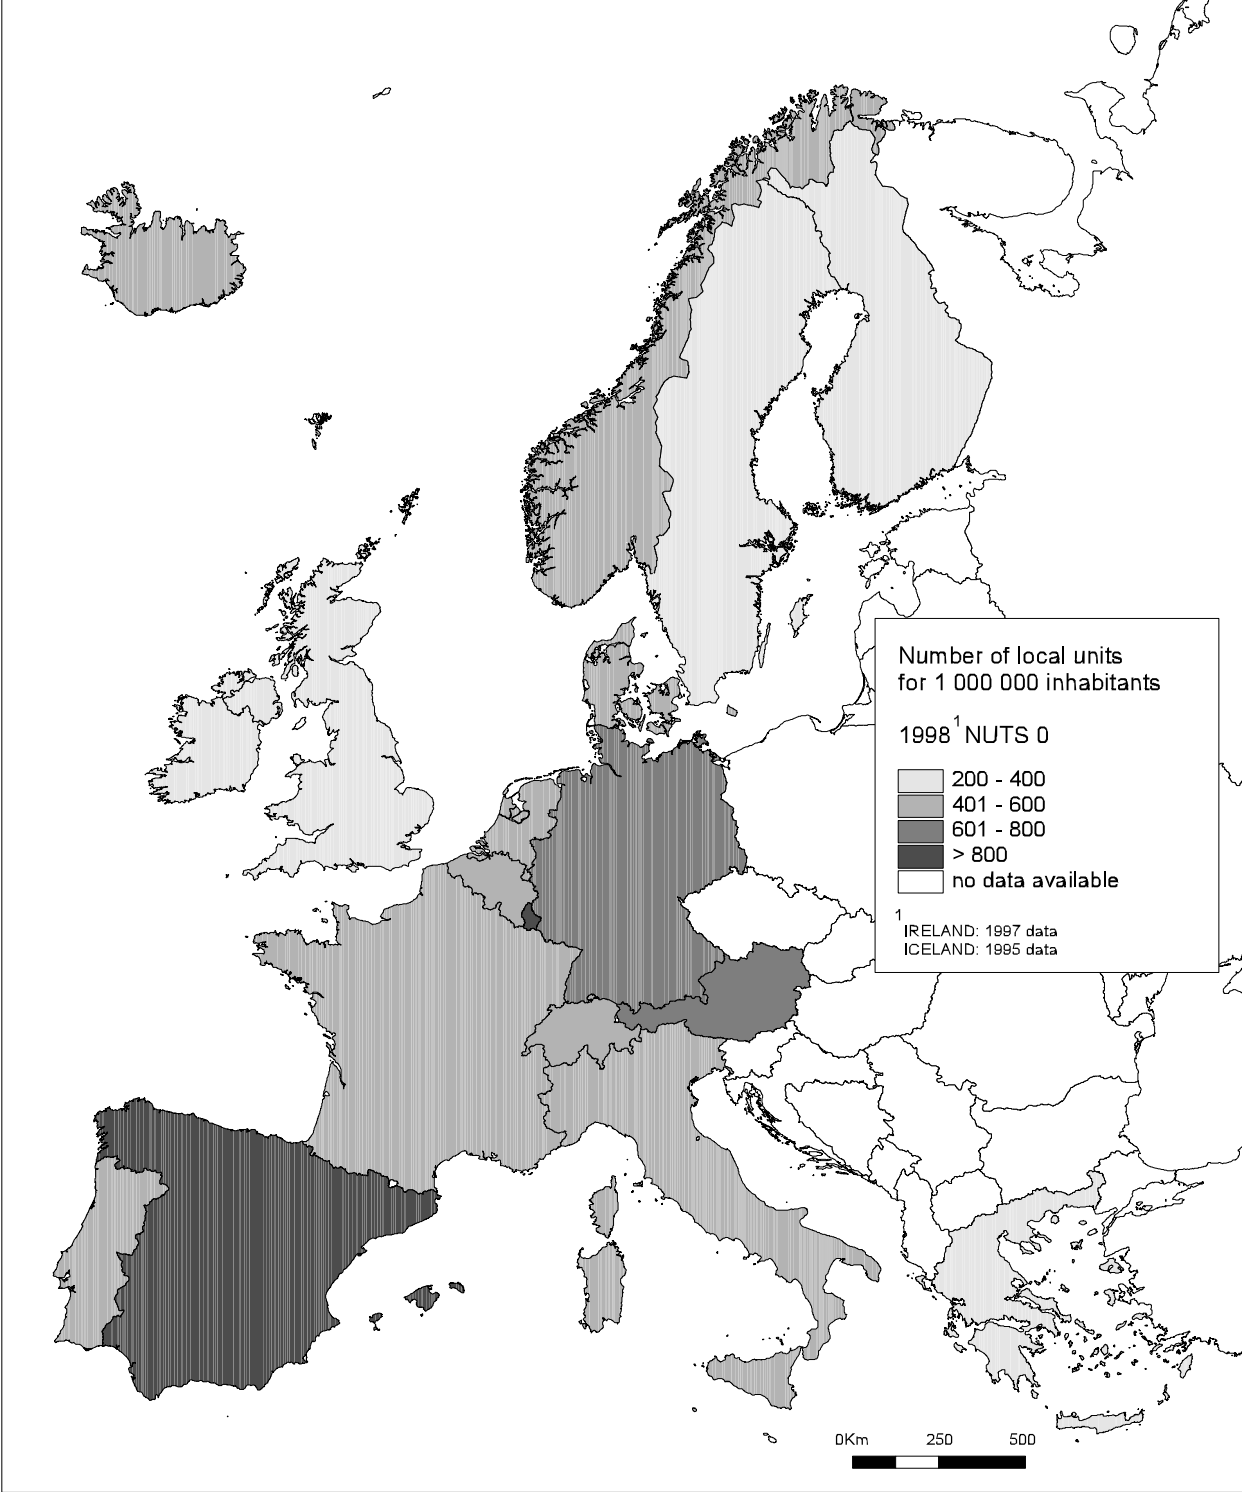 Number of local units
for 1 000 000 inhabitants
1998¹ NUTS 0
200 - 400
401 - 600
601 - 800
> 800
no data available
1
IRELAND: 1997 data
ICELAND: 1995 data
0Km 250 500